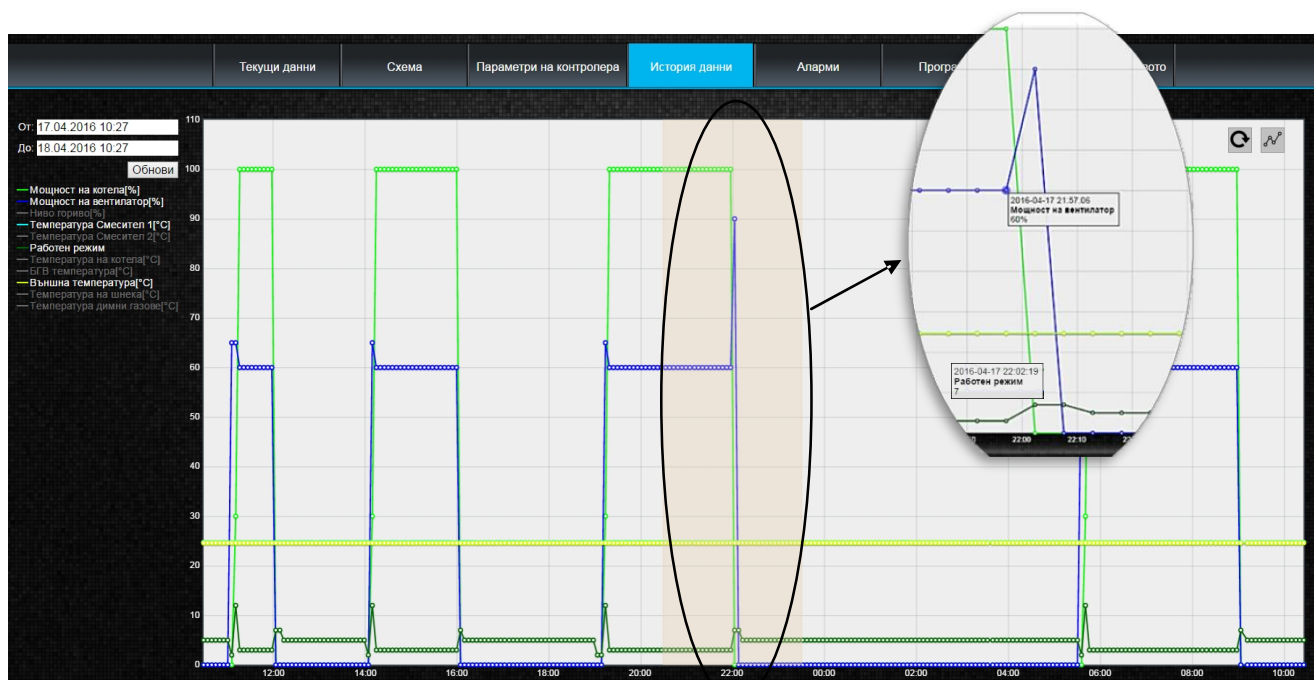 Текущи данни Схема Параметри на контролера История данни Аларми
От: 17.04.2016 10:27
До: 18.04.2016 10:27
Обнови
Мощност на котела[%]
Мощност на вентилатор[%]
Ниво гориво[%]
Температура Смесител 1[°C]
Температура Смесител 2[°C]
Работен режим
Температура на котела[°C]
БГВ температура[°C]
Външна температура[°C]
Температура на шнека[°C]
Температура димни газове[°C]
110
100
90
80
70
60
50
40
30
20
10
0
12:00 14:00 16:00 18:00 20:00 22:00 00:00 02:00 04:00 06:00 08:00 10:00
2016-04-17 21.57.06
Мощност на вентилатор
60%
2016-04-17 22:02:19
Работен режим
7
22:00 22:10